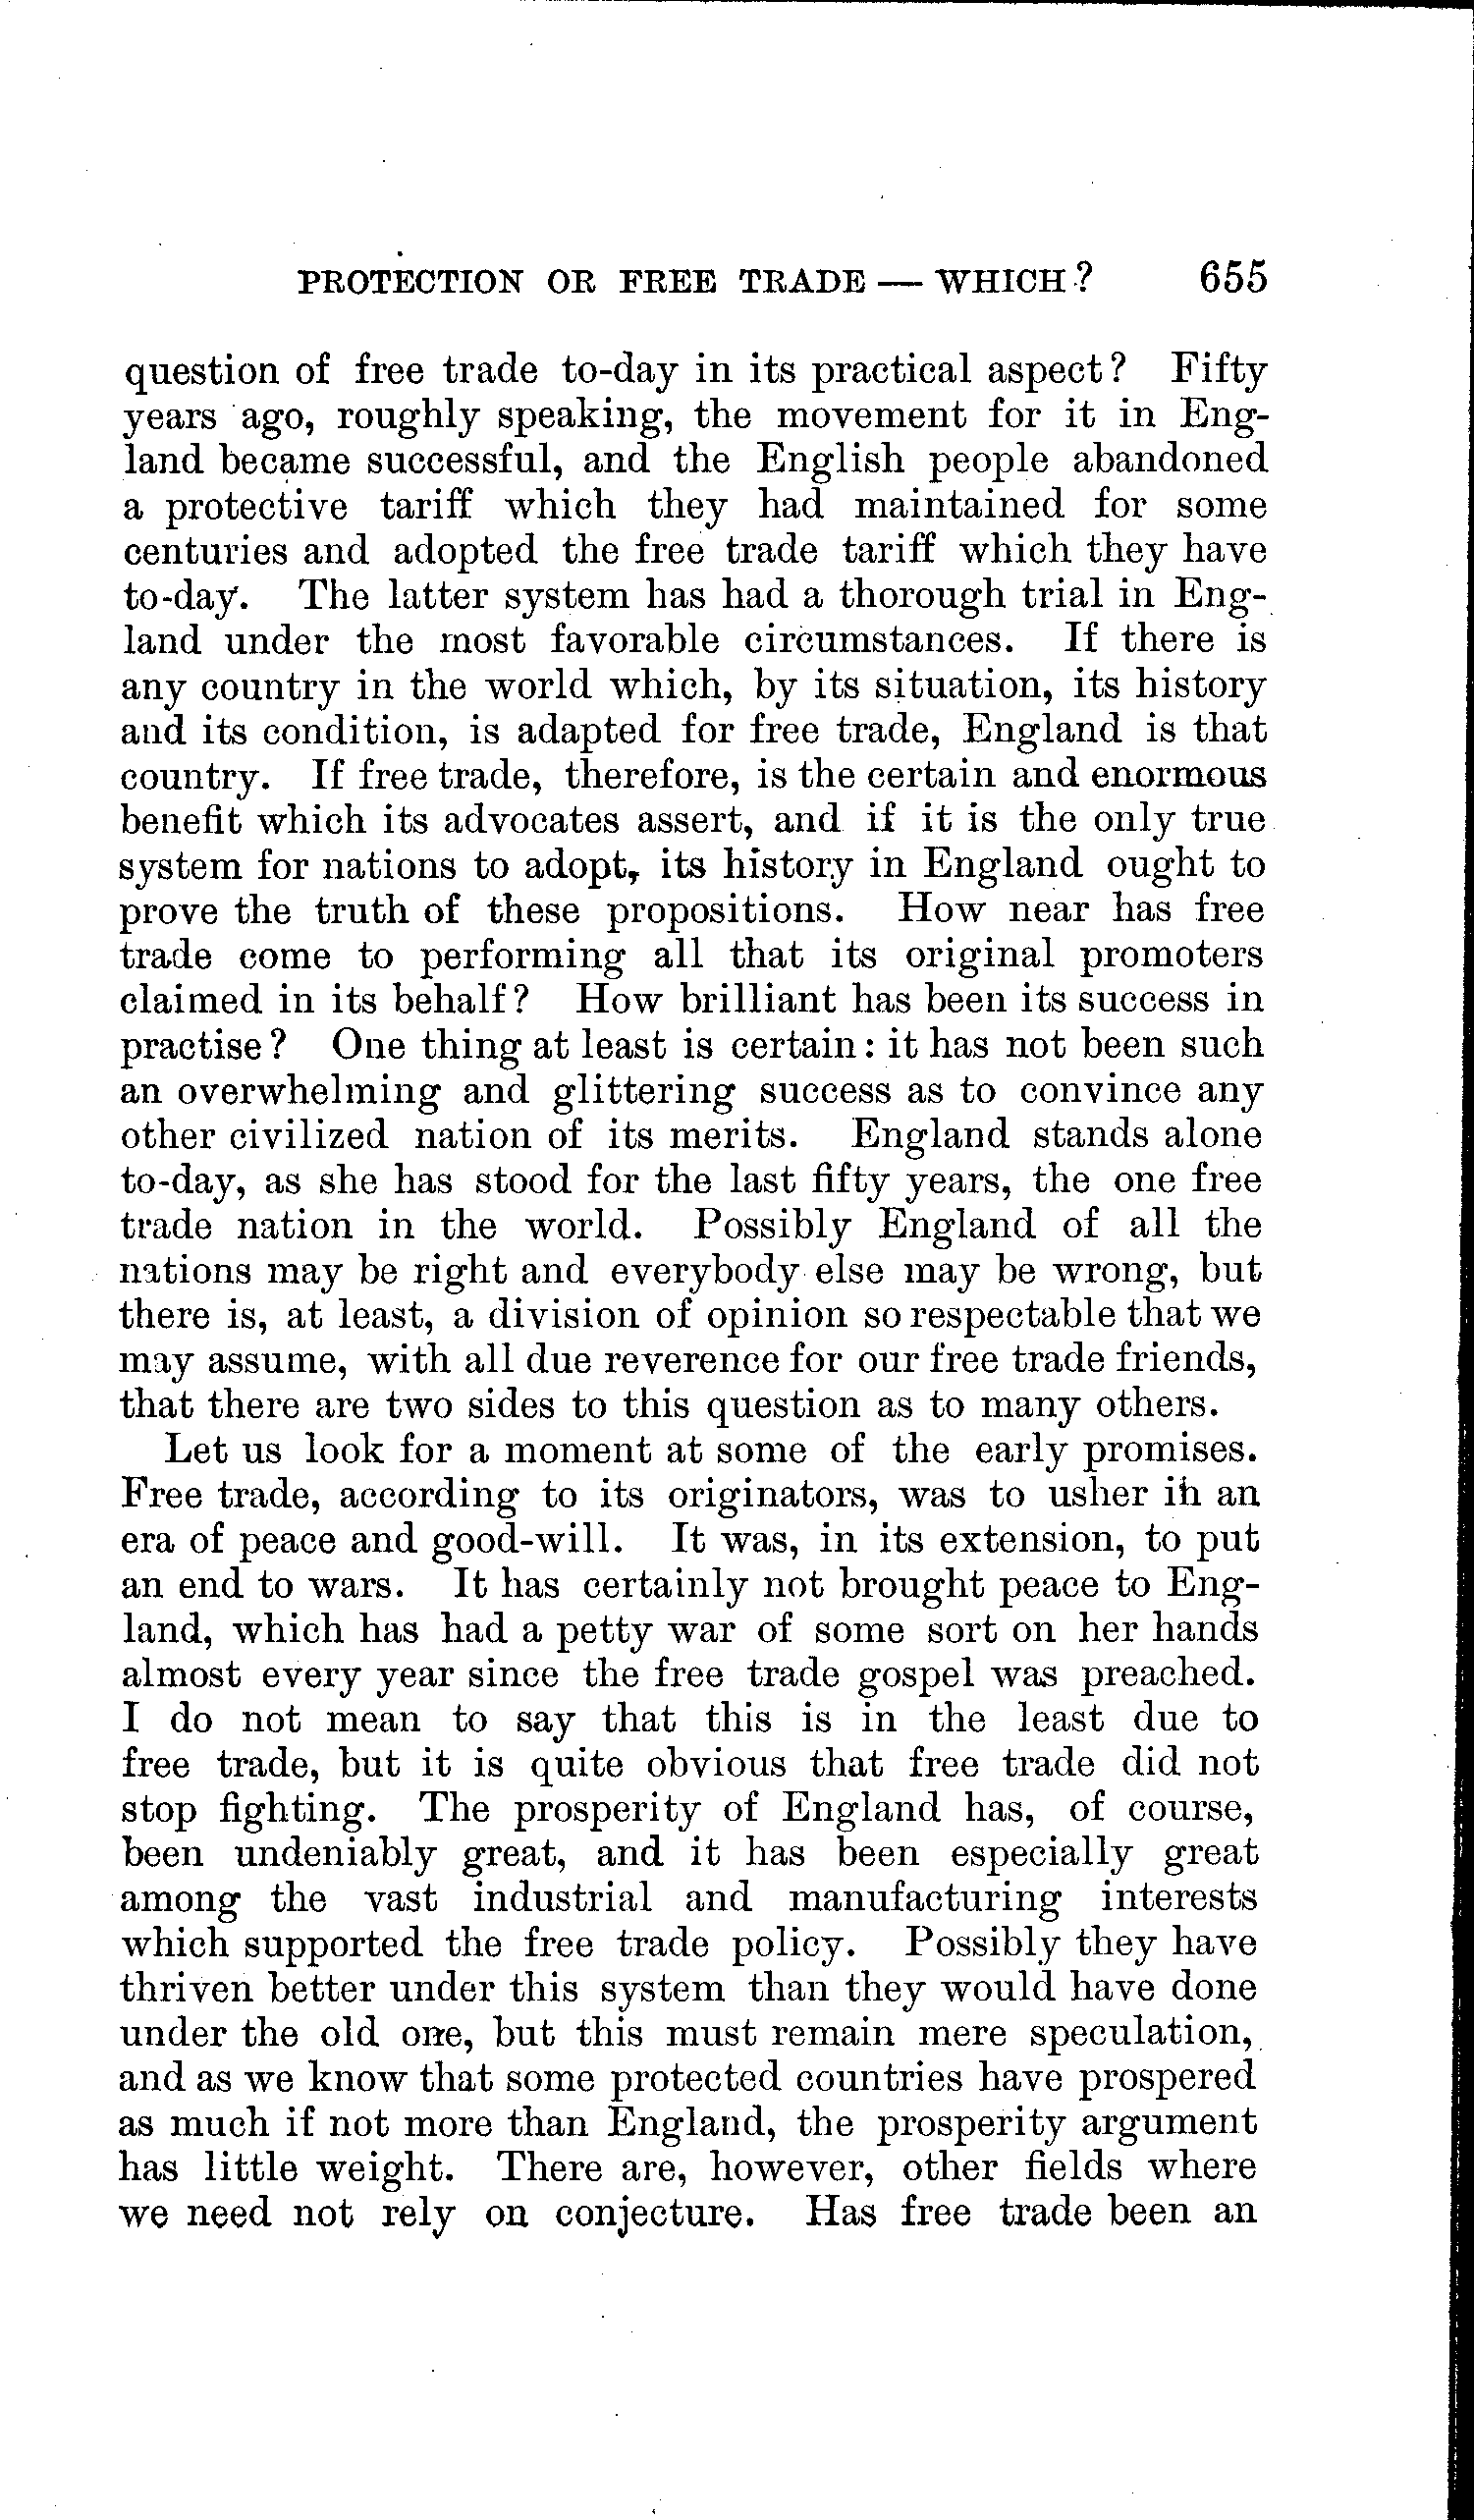 PROTECTION OR FREE TRADE — WHICH? 655
question of free trade to-day in its practical aspect? Fifty
years ago, roughly speaking, the movement for it in Eng-
land became successful, and the English people abandoned
a protective tariff which they had maintained for some
centuries and adopted the free trade tariff which they have
to-day. The latter system has had a thorough trial in Eng-
land under the most favorable circumstances. If there is
any country in the world which, by its situation, its history
and its condition, is adapted for free trade, England is that
country. If free trade, therefore, is the certain and enormous
benefit which its advocates assert, and if it is the only true
system for nations to adopt, its history in England ought to
prove the truth of these propositions. How near has free
trade come to performing all that its original promoters
claimed in its behalf? How brilliant has been its success in
practise? One thing at least is certain: it has not been such
an overwhelming and glittering success as to convince any
other civilized nation of its merits. England stands alone
to-day, as she has stood for the last fifty years, the one free
trade nation in the world. Possibly England of all the
nations may be right and everybody else may be wrong, but
there is, at least, a division of opinion so respectable that we
may assume, with all due reverence for our free trade friends,
that there are two sides to this question as to many others.
Let us look for a moment at some of the early promises.
Free trade, according to its originators, was to usher in an
era of peace and good-will. It was, in its extension, to put
an end to wars. It has certainly not brought peace to Eng-
land, which has had a petty war of some sort on her hands
almost every year since the free trade gospel was preached.
I do not mean to say that this is in the least due to
free trade, but it is quite obvious that free trade did not
stop fighting. The prosperity of England has, of course,
been undeniably great, and it has been especially great
among the vast industrial and manufacturing interests
which supported the free trade policy. Possibly they have
thriven better under this system than they would have done
under the old one, but this must remain mere speculation,
and as we know that some protected countries have prospered
as much if not more than England, the prosperity argument
has little weight. There are, however, other fields where
we need not rely on conjecture. Has free trade been an